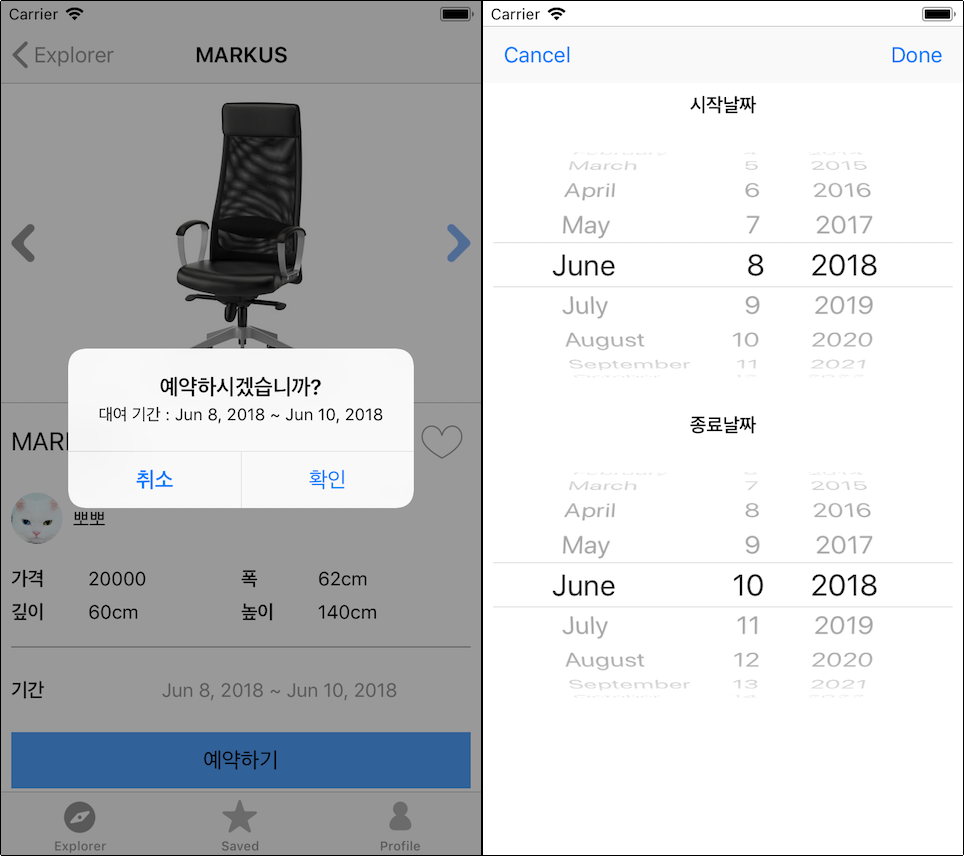 Carrier
Explorer MARKUS
예약하시겠습니까?
대여 기간 : Jun 8, 2018 ~ Jun 10, 2018
취소 확인
MAR
뽀뽀
가격 20000 폭 62cm
깊이 60cm 높이 140cm
기간 Jun 8, 2018 ~ Jun 10, 2018
예약하기
Explorer Saved Profile
Carrier
Cancel Done
시작날짜
March 5 2015
April 6 2016
May 7 2017
June 8 2018
July 9 2019
August 10 2020
September 11 2021
종료날짜
March 7 2015
April 8 2016
May 9 2017
June 10 2018
July 11 2019
August 12 2020
September 13 2021